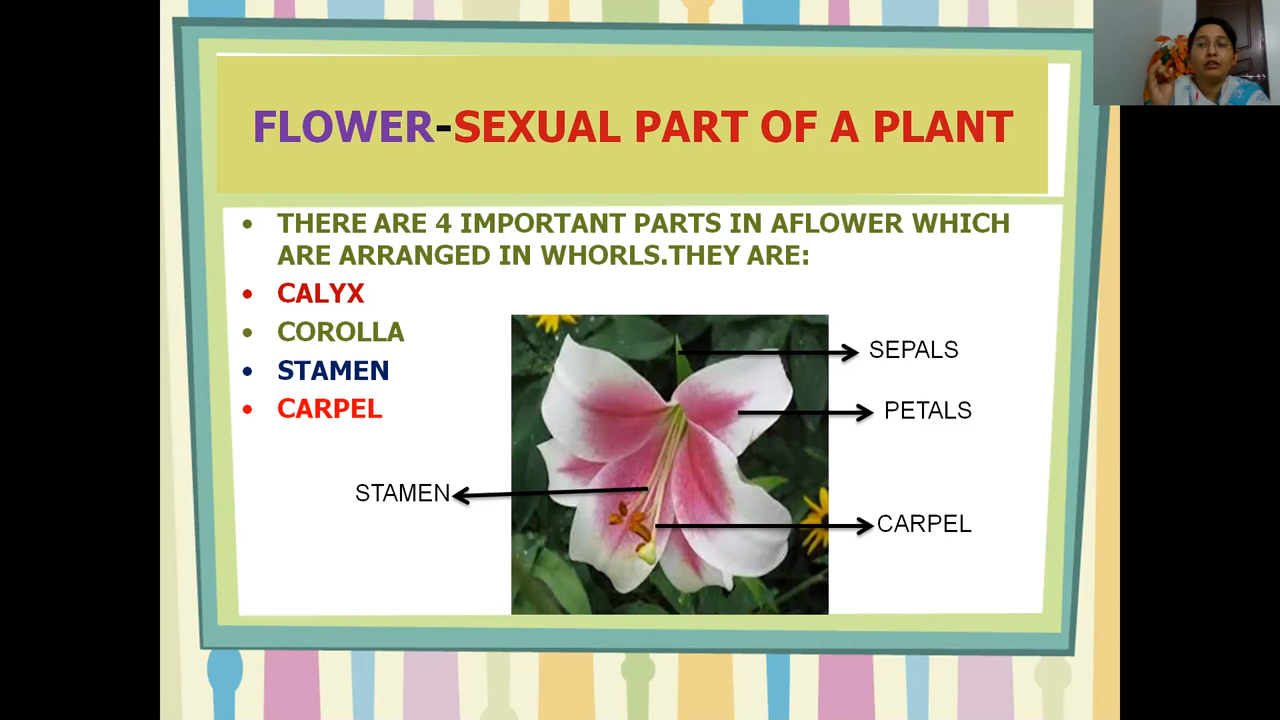 FLOWER-SEXUAL PART OF A PLANT
• THERE ARE 4 IMPORTANT PARTS IN AFLOWER WHICH
ARE ARRANGED IN WHORLS.THEY ARE:
• CALYX
• COROLLA
• STAMEN
• CARPEL
SEPALS
PETALS
STAMEN
CARPEL